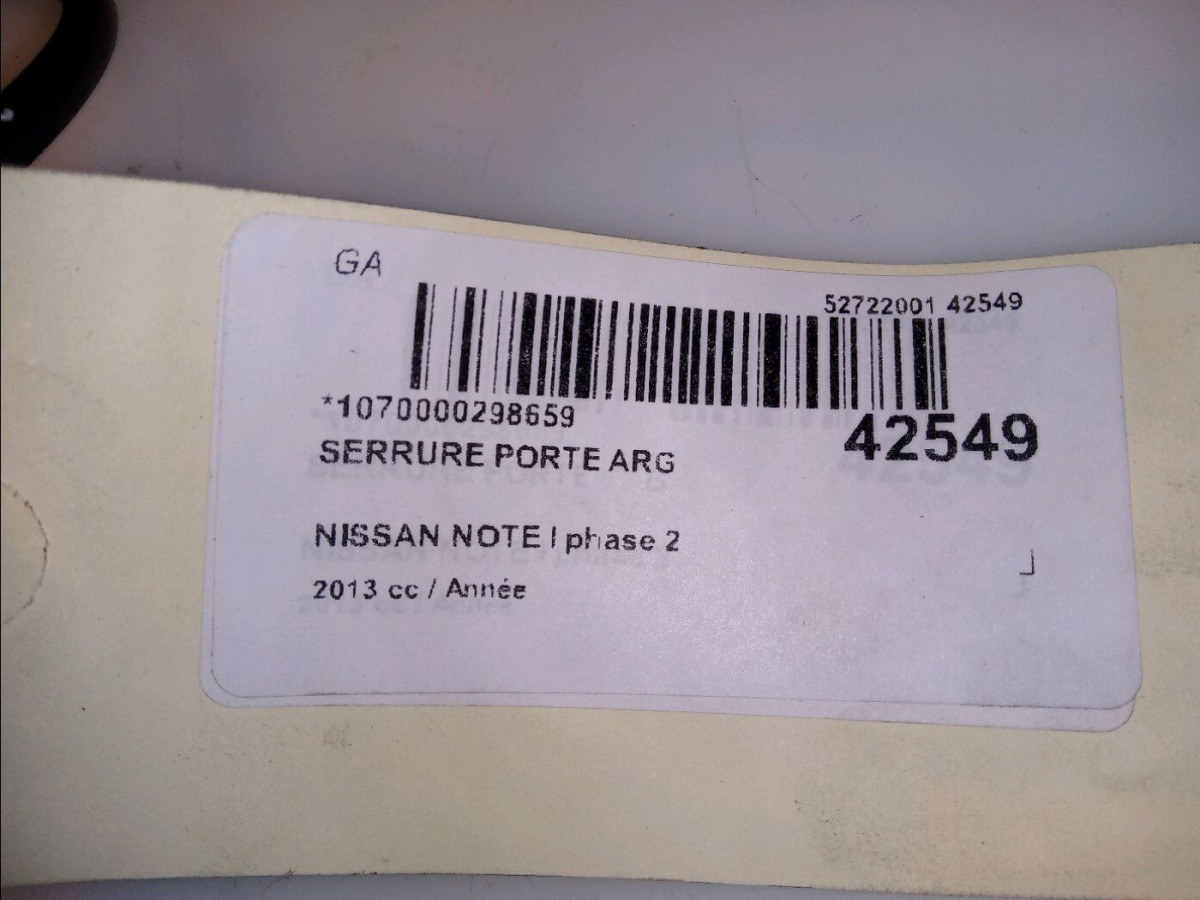 GA
52722001 42549
*1070000298659
42549
SERRURE PORTE ARG
NISSAN NOTE I phase 2
2013 cc / Année